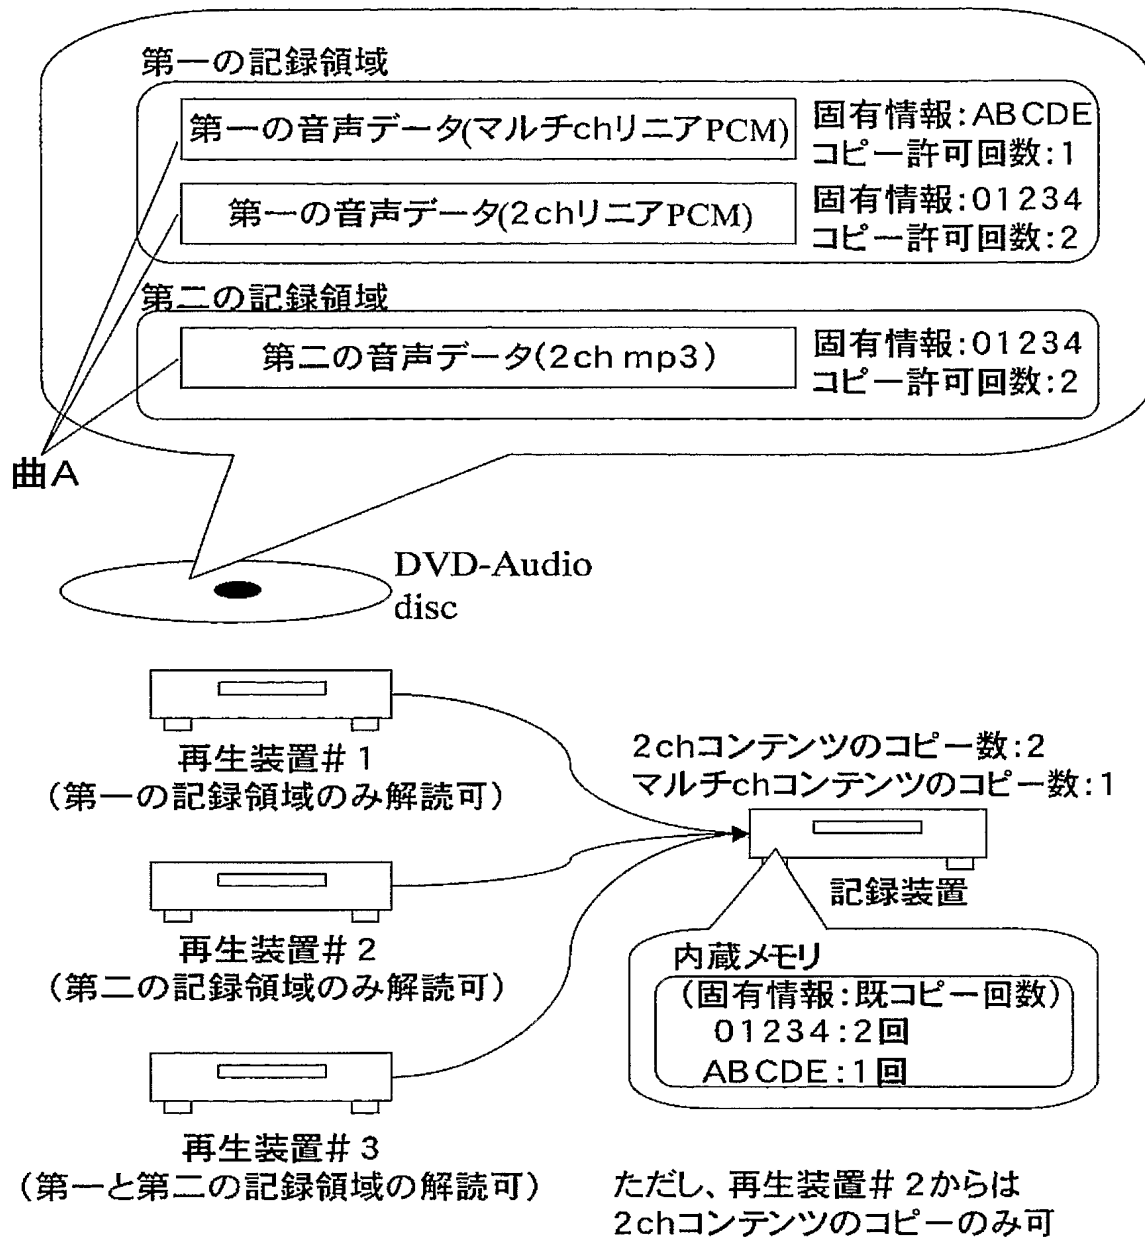 第一の記録領域
第一の音声データ(マルチchリニアPCM)
固有情報:ABCDE
コピー許可回数:1
第一の音声データ(2chリニアPCM)
固有情報:01234
コピー許可回数:2
第二の記録領域
第二の音声データ(2ch mp3)
固有情報:01234
コピー許可回数:2
曲A
DVD-Audio
disc
再生装置#1
(第一の記録領域のみ解読可)
2chコンテンツのコピー数:2
マルチchコンテンツのコピー数:1
記録装置
再生装置#2
(第二の記録領域のみ解読可)
内蔵メモリ
(固有情報:既コピー回数)
01234:2回
ABCDE:1回
再生装置#3
(第一と第二の記録領域の解読可)
ただし、再生装置#2からは
2chコンテンツのコピーのみ可